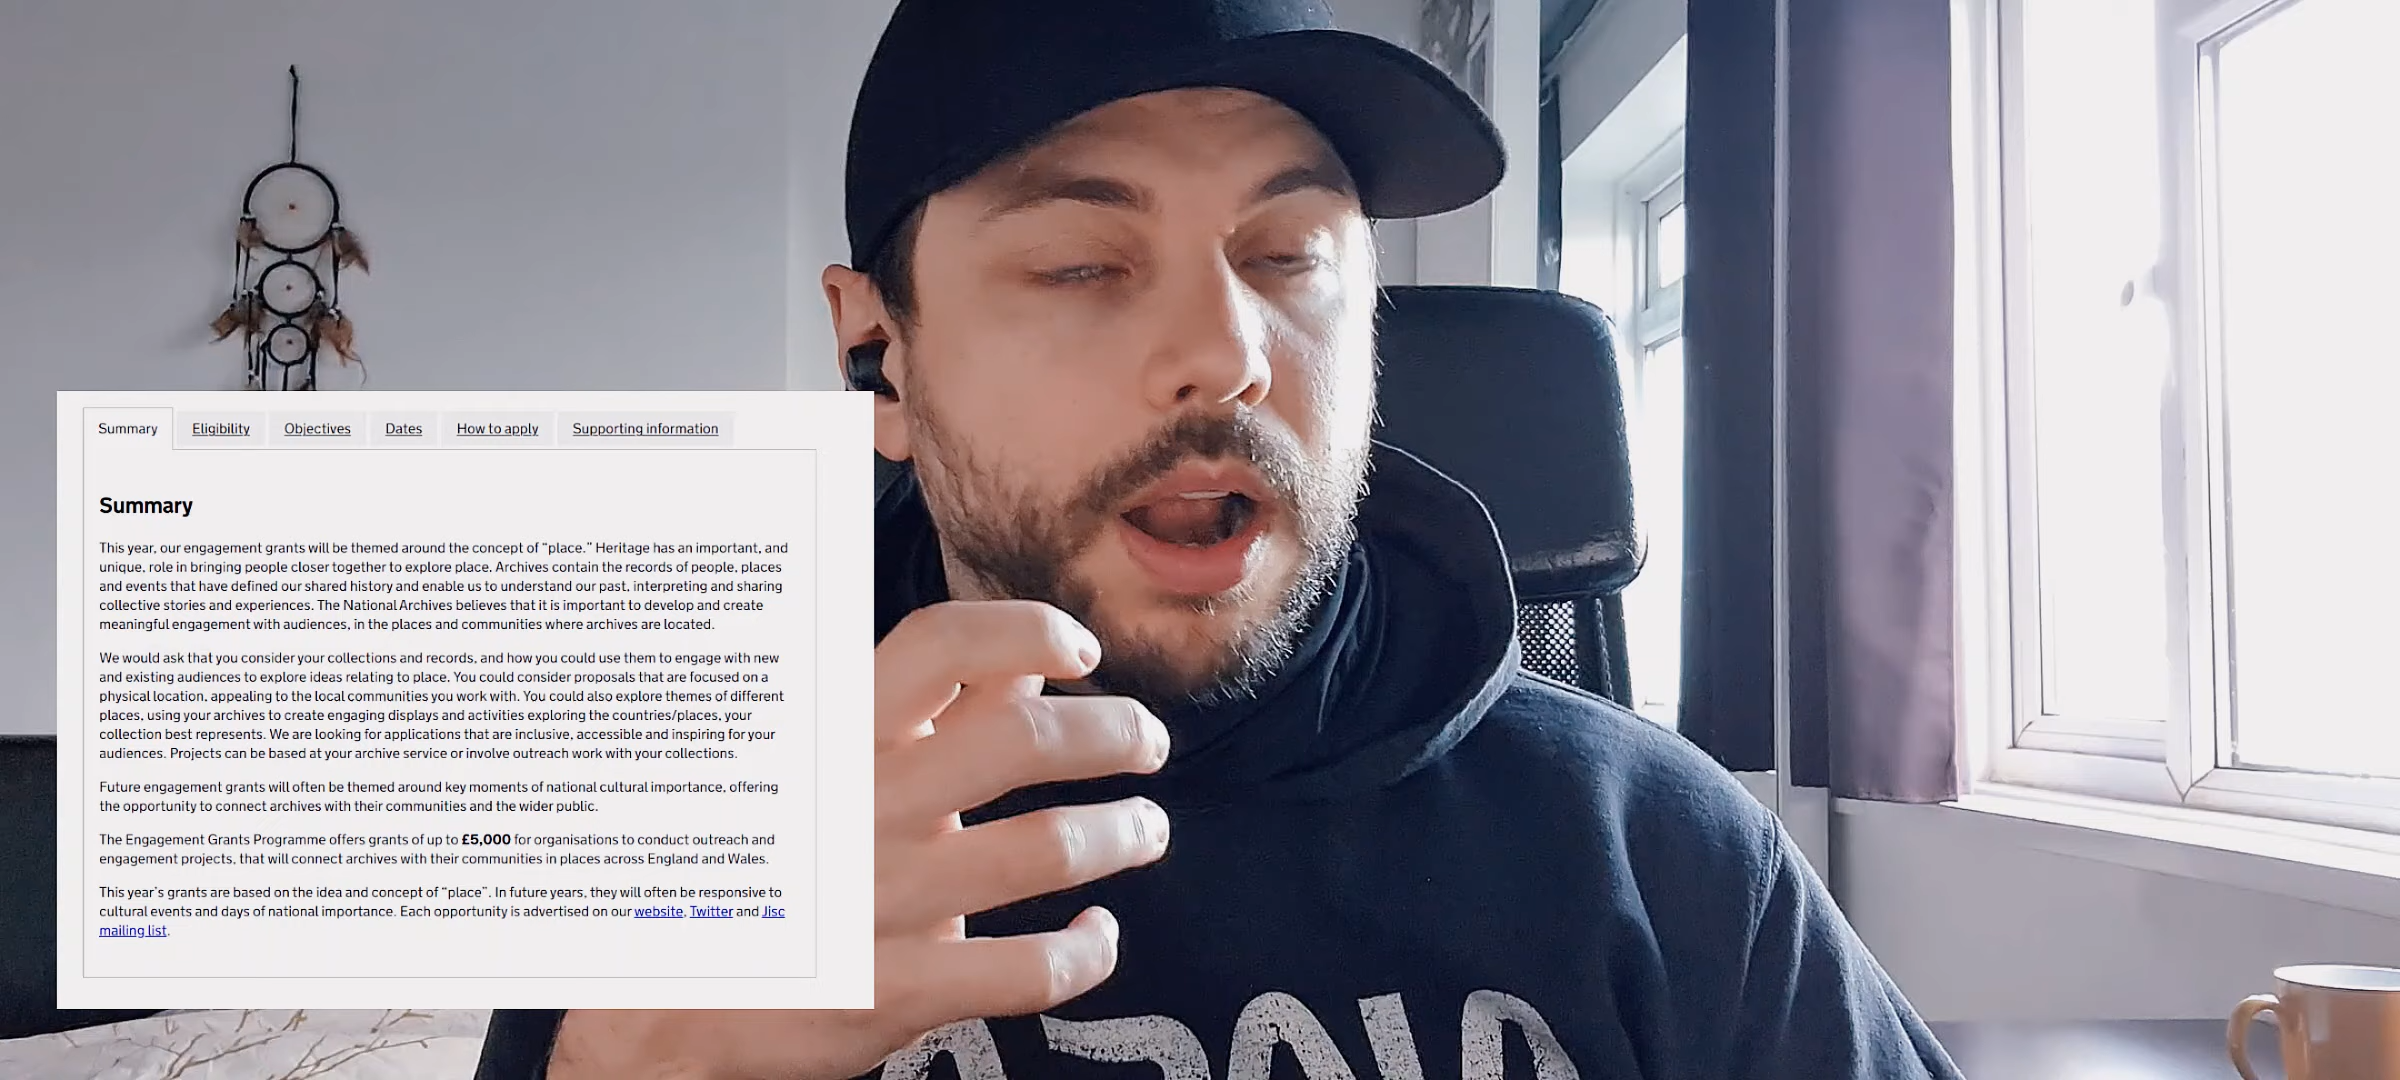 Summary
Eligibility
Objectives
Dates
How to apply
Supporting information
Summary
This year, our engagement grants will be themed around the concept of “place.” Heritage has an important, and
unique, role in bringing people closer together to explore place. Archives contain the records of people, places
and events that have defined our shared history and enable us to understand our past, interpreting and sharing
collective stories and experiences. The National Archives believes that it is important to develop and create
meaningful engagement with audiences, in the places and communities where archives are located.
We would ask that you consider your collections and records, and how you could use them to engage with new
and existing audiences to explore ideas relating to place. You could consider proposals that are focused on a
physical location, appealing to the local communities you work with. You could also explore themes of different
places, using your archives to create engaging displays and activities exploring the countries/places, your
collection best represents. We are looking for applications that are inclusive, accessible and inspiring for your
audiences. Projects can be based at your archive service or involve outreach work with your collections.
Future engagement grants will often be themed around key moments of national cultural importance, offering
the opportunity to connect archives with their communities and the wider public.
The Engagement Grants Programme offers grants of up to £5,000 for organisations to conduct outreach and
engagement projects, that will connect archives with their communities in places across England and Wales.
This year’s grants are based on the idea and concept of “place”. In future years, they will often be responsive to
cultural events and days of national importance. Each opportunity is advertised on our website, Twitter and Jisc
mailing list.